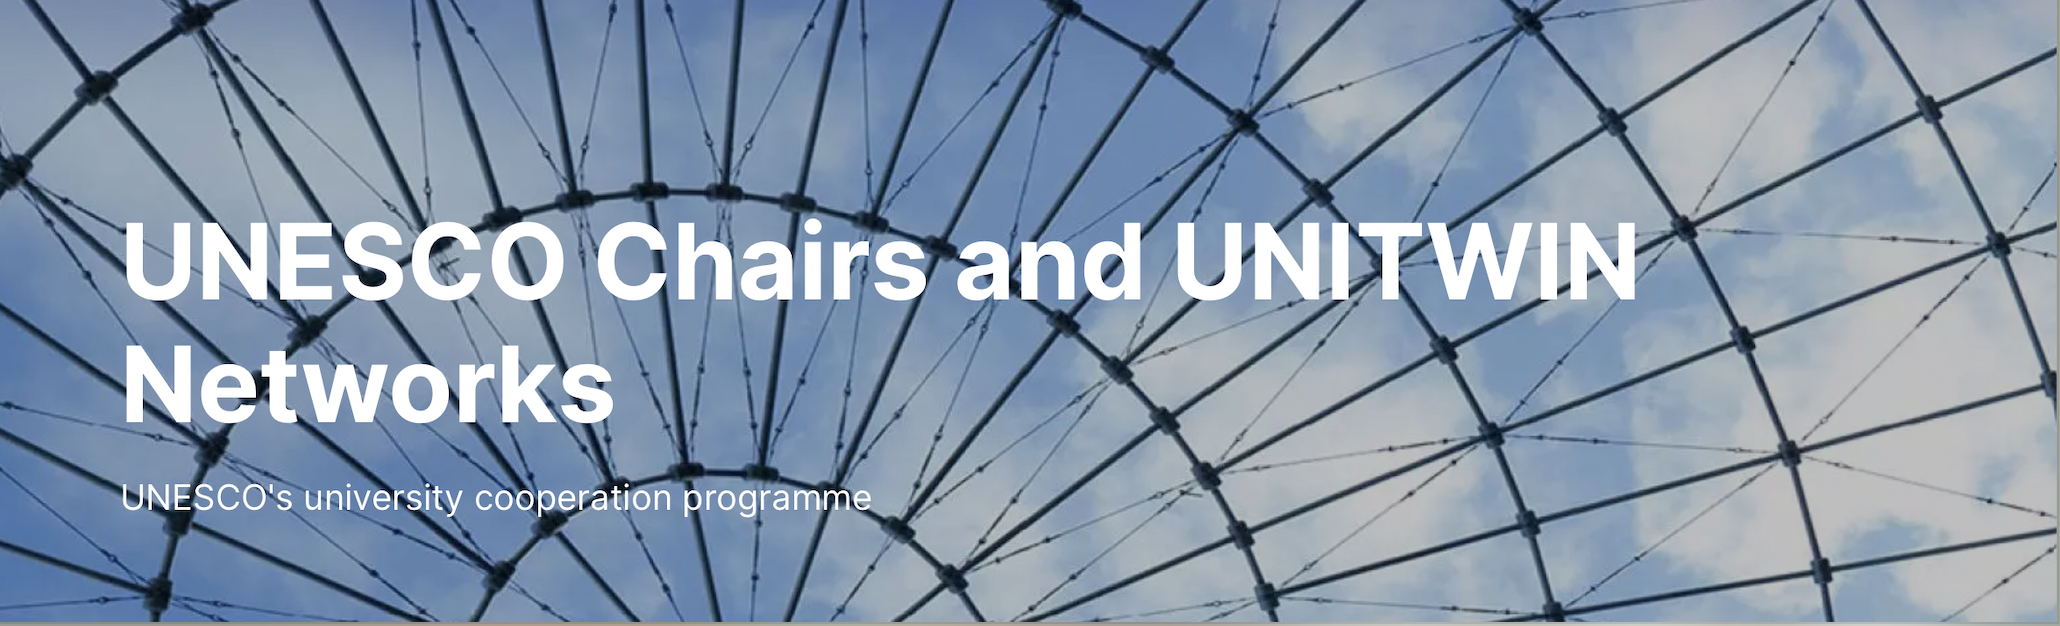 UNESCO Chairs and UNITWIN
Networks
UNESCO's university cooperation programme